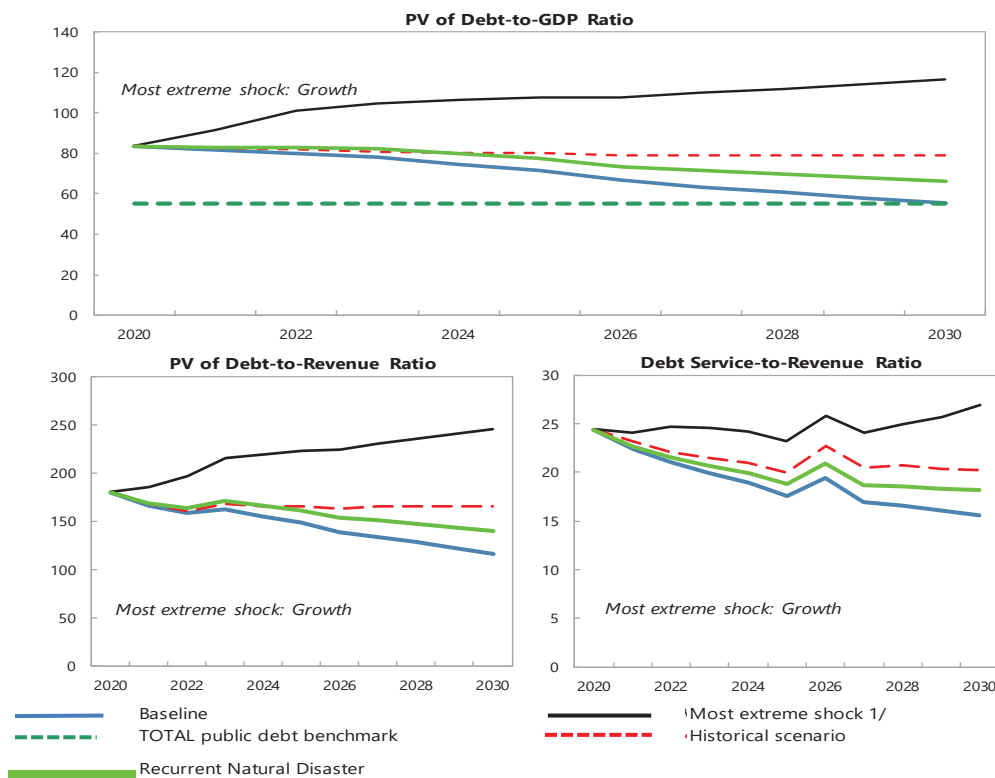 PV of Debt-to-GDP Ratio
140
120
100
80
60
40
20
0
Most extreme shock: Growth
2020 2022 2024 2026 2028 2030
PV of Debt-to-Revenue Ratio
300
250
200
150
100
50
0
Most extreme shock: Growth
2020 2022 2024 2026 2028 2030
Debt Service-to-Revenue Ratio
30
25
20
15
10
5
0
Most extreme shock: Growth
2020 2022 2024 2026 2028 2030
Baseline
TOTAL public debt benchmark
Recurrent Natural Disaster
Most extreme shock 1/
Historical scenario